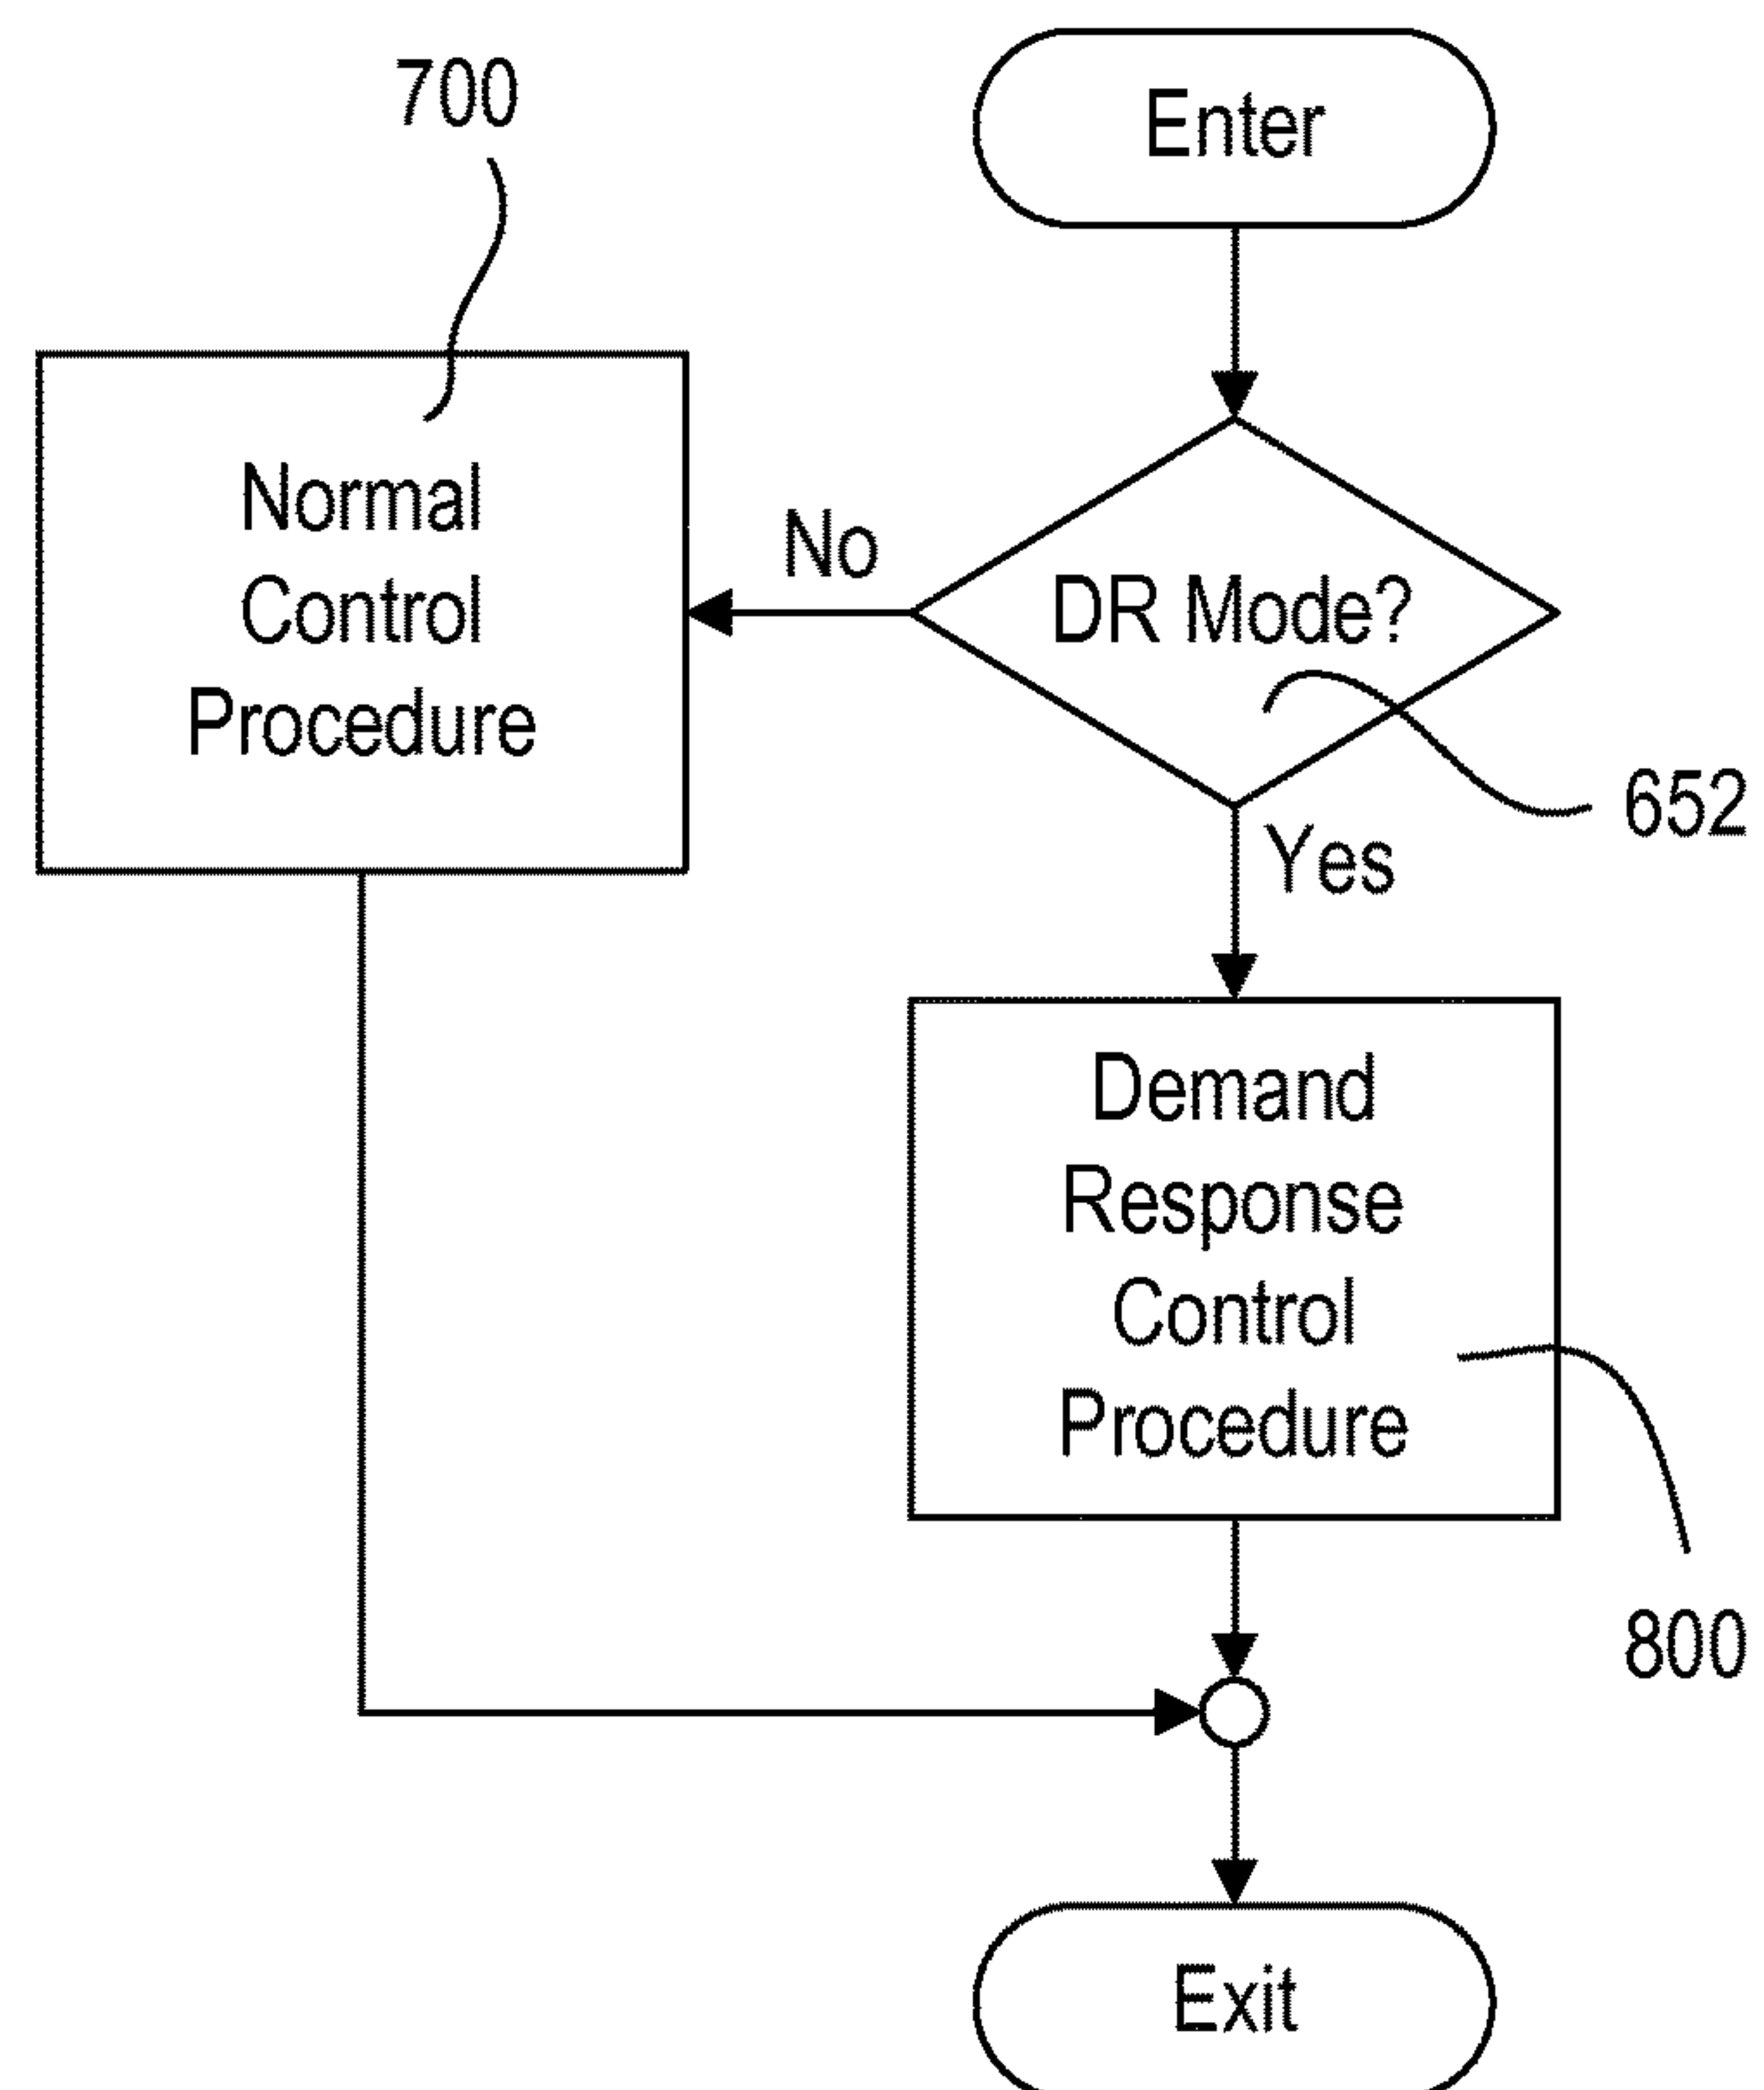 700
Enter
Normal
Control
Procedure
No
DR Mode?
652
Yes
Demand
Response
Control
Procedure
800
Exit